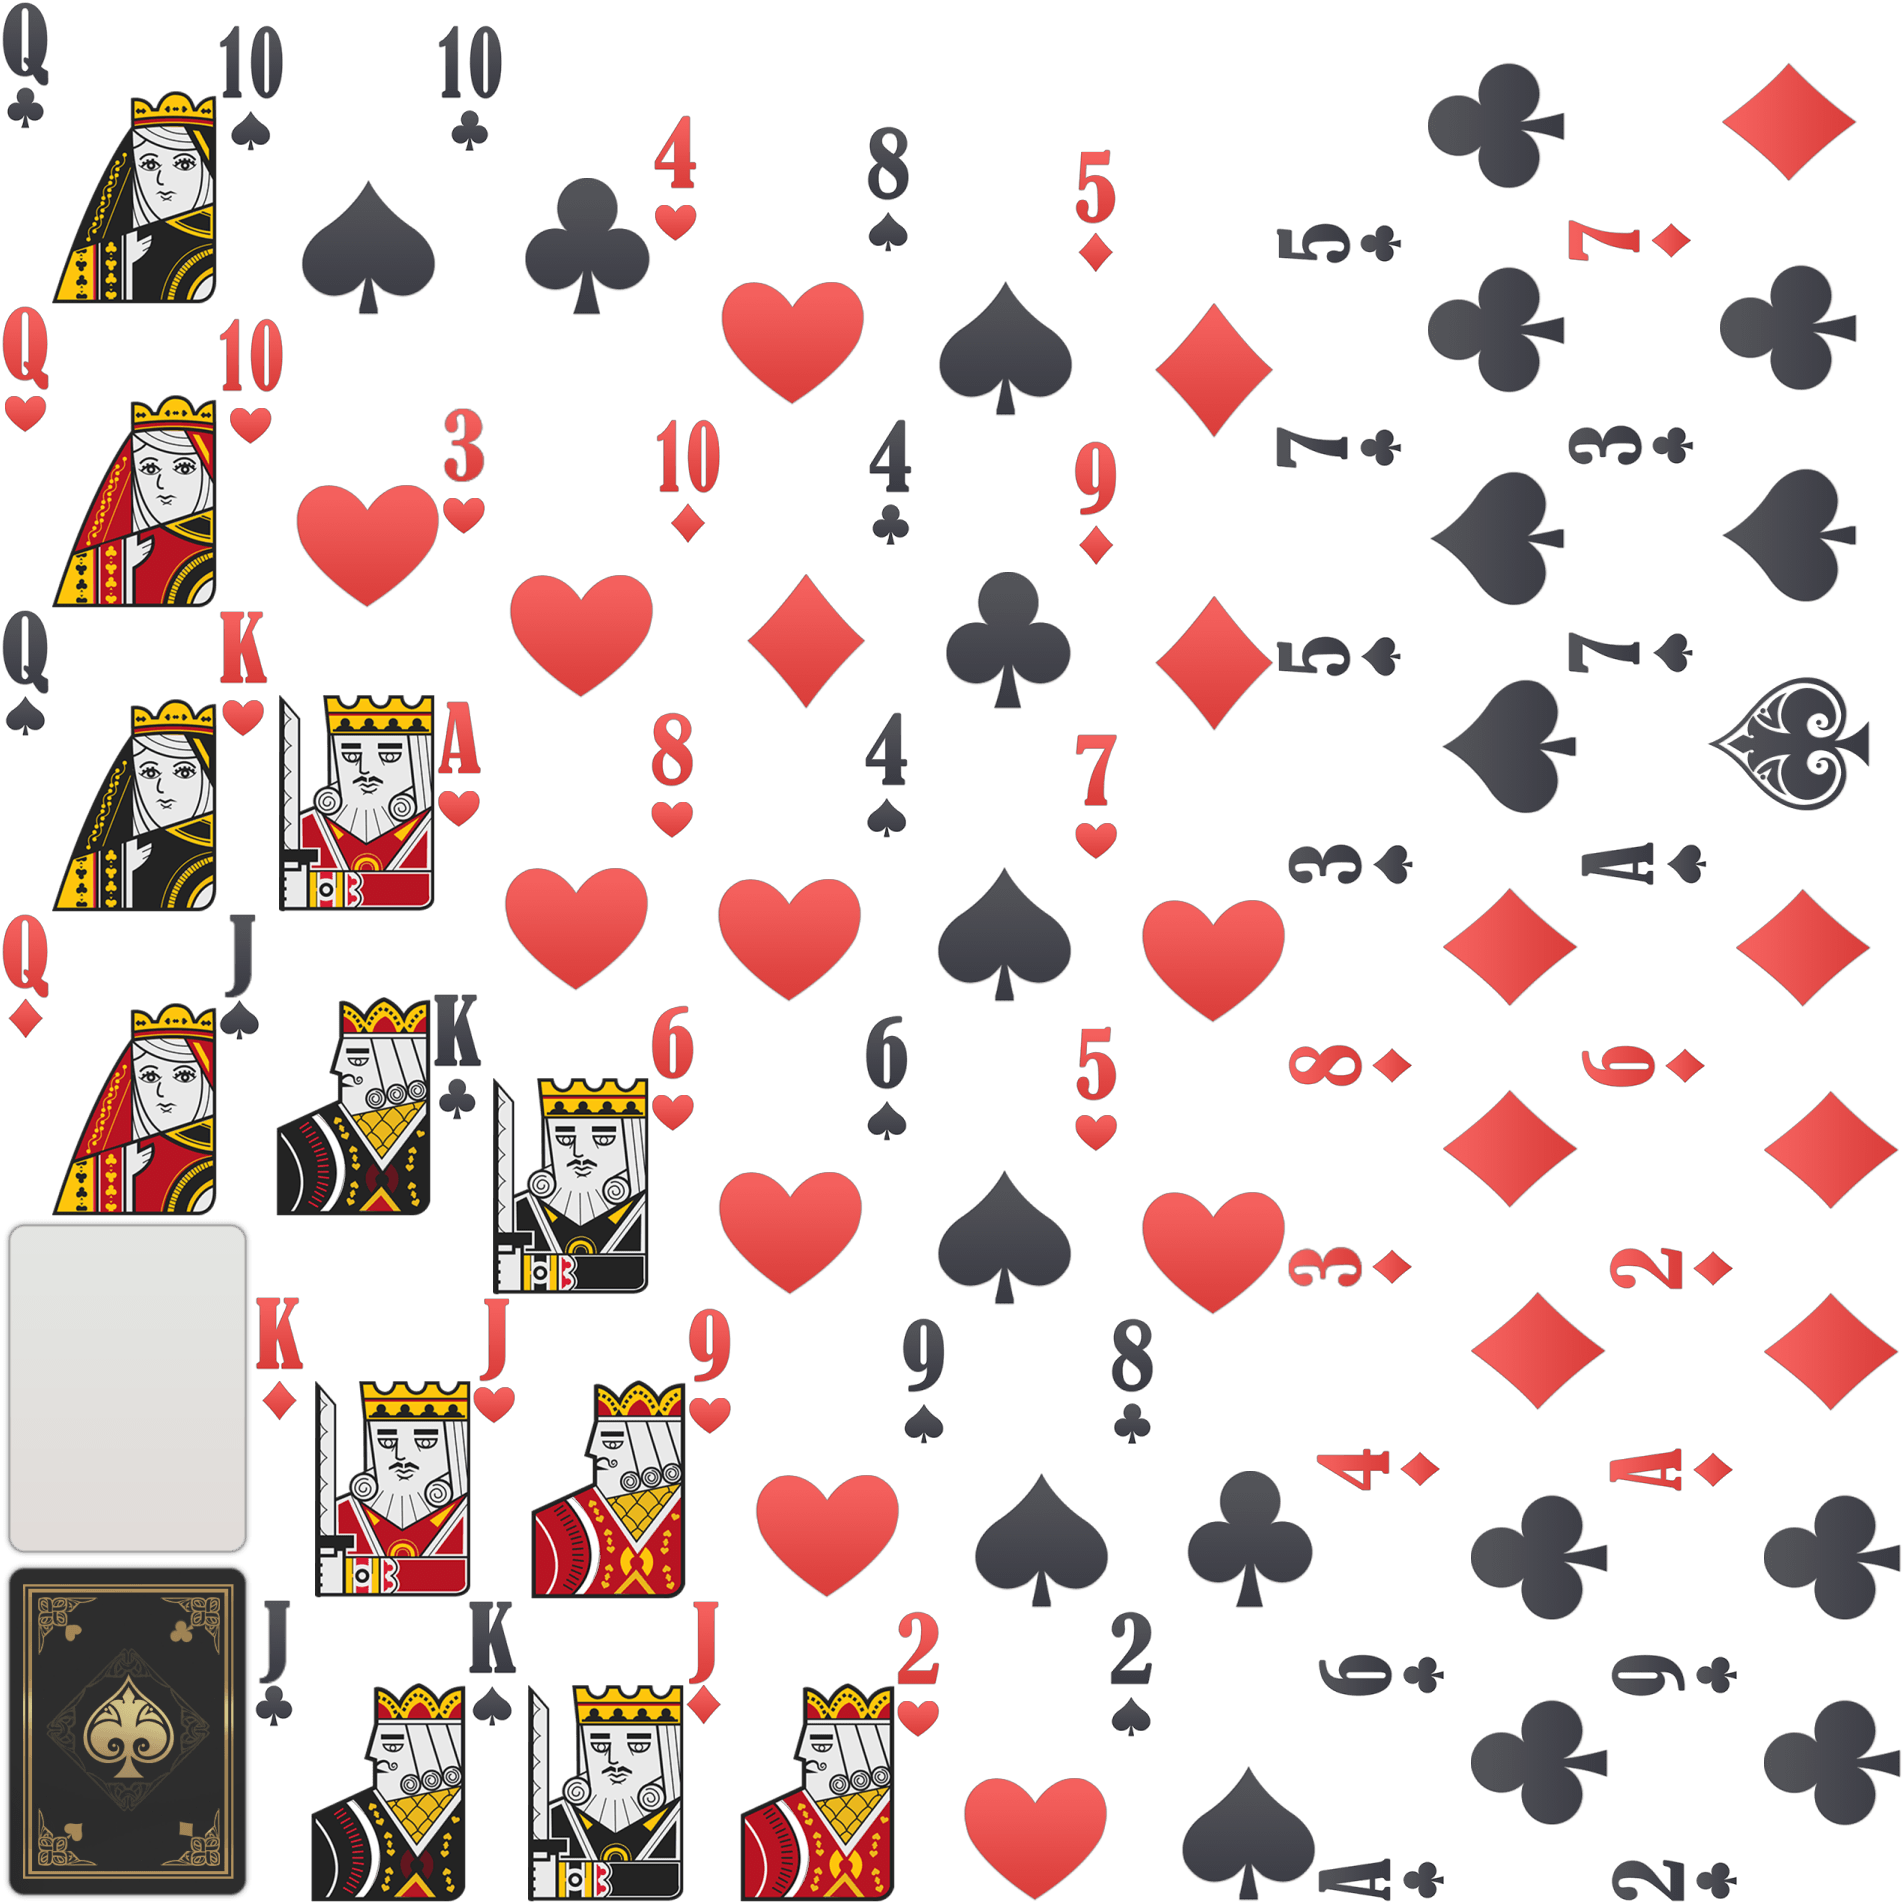 Q 10 10
4 8 5
5 7
Q 10
3 10 4 9
7 3
Q K
A 8 4 7
5 7
3 A
Q J
K 6 6 5
8 6
3 2
K J 9 9 8
4 A
J K J 2 2
6 9
A 2